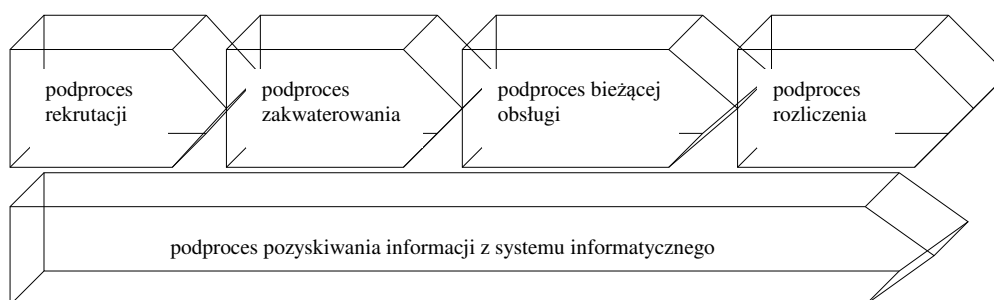 podproces
rekrutacji
podproces
zakwaterowania
podproces bieżącej
obsługi
podproces
rozliczenia
podproces pozyskiwania informacji z systemu informatycznego